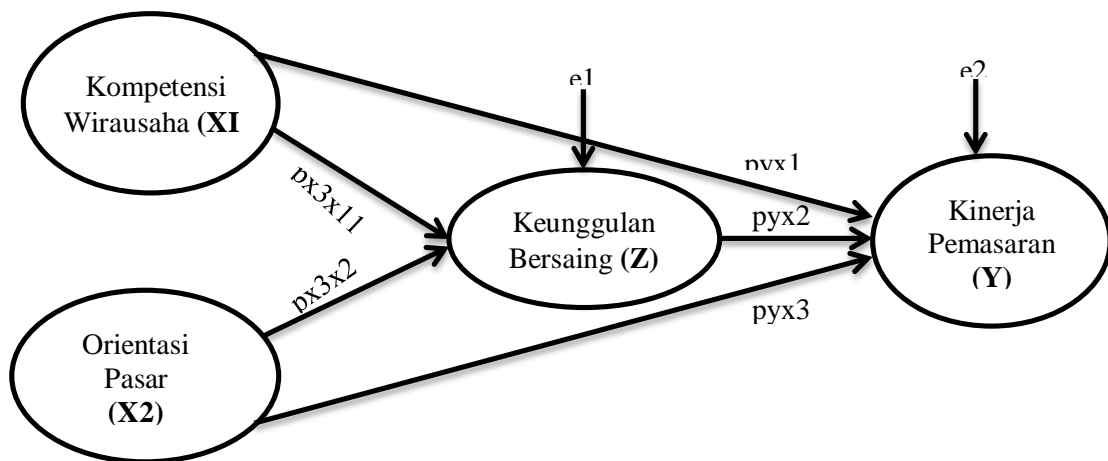 Kompetensi
Wirausaha (XI
e1
e2
pyx1
px3x11
Keunggulan
Bersaing (Z)
pyx2
Kinerja
Pemasaran
(Y)
px3x2
pyx3
Orientasi
Pasar
(X2)